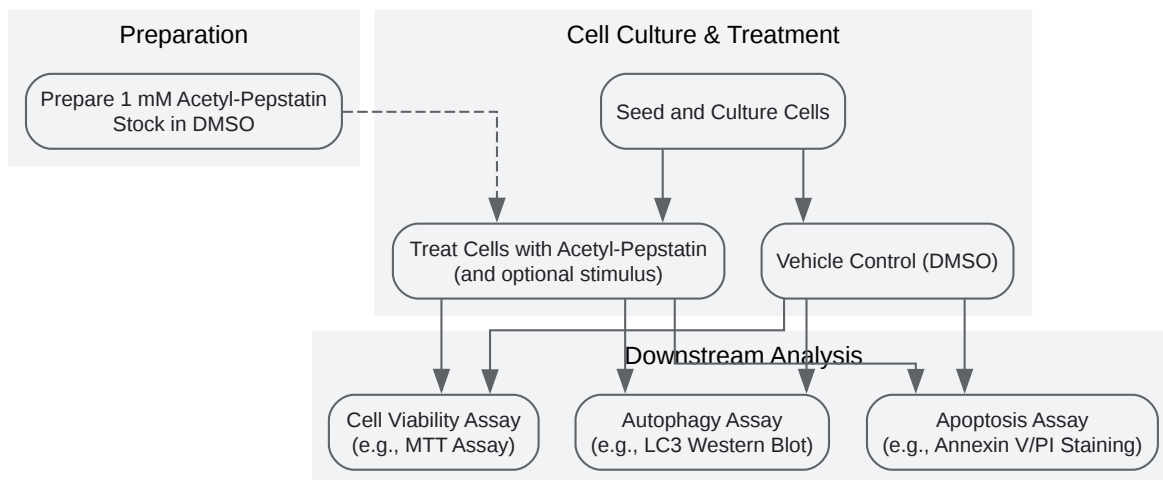 Preparation
Prepare 1 mM Acetyl-Pepstatin
Stock in DMSO
Cell Culture & Treatment
Seed and Culture Cells
Treat Cells with Acetyl-Pepstatin
(and optional stimulus)
Vehicle Control (DMSO)
Downstream Analysis
Cell Viability Assay
(e.g., MTT Assay)
Autophagy Assay
(e.g., LC3 Western Blot)
Apoptosis Assay
(e.g., Annexin V/PI Staining)